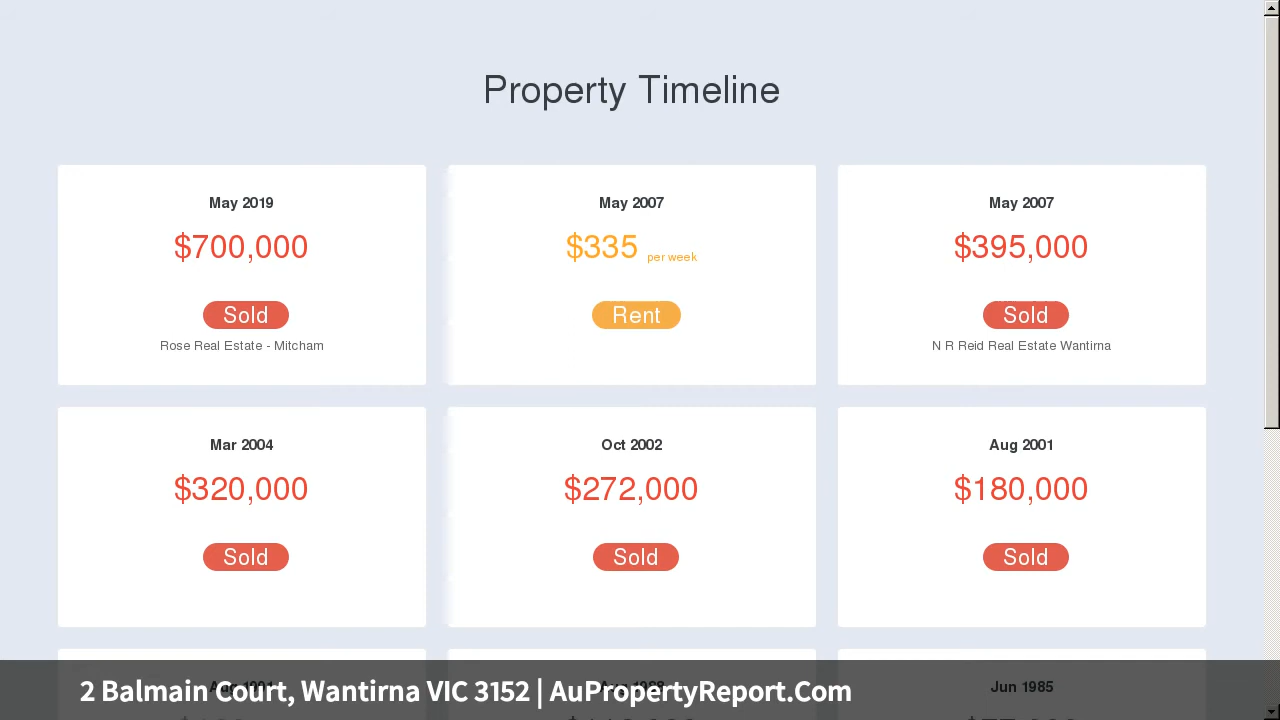 Property Timeline
May 2019
$700,000
Sold
Rose Real Estate - Mitcham
May 2007
$335 per week
Rent
May 2007
$395,000
Sold
N R Reid Real Estate Wantirna
Mar 2004
$320,000
Sold
Oct 2002
$272,000
Sold
Aug 2001
$180,000
Sold
Jun 1985
2 Balmain Court, Wantirna VIC 3152 | AuPropertyReport.Com